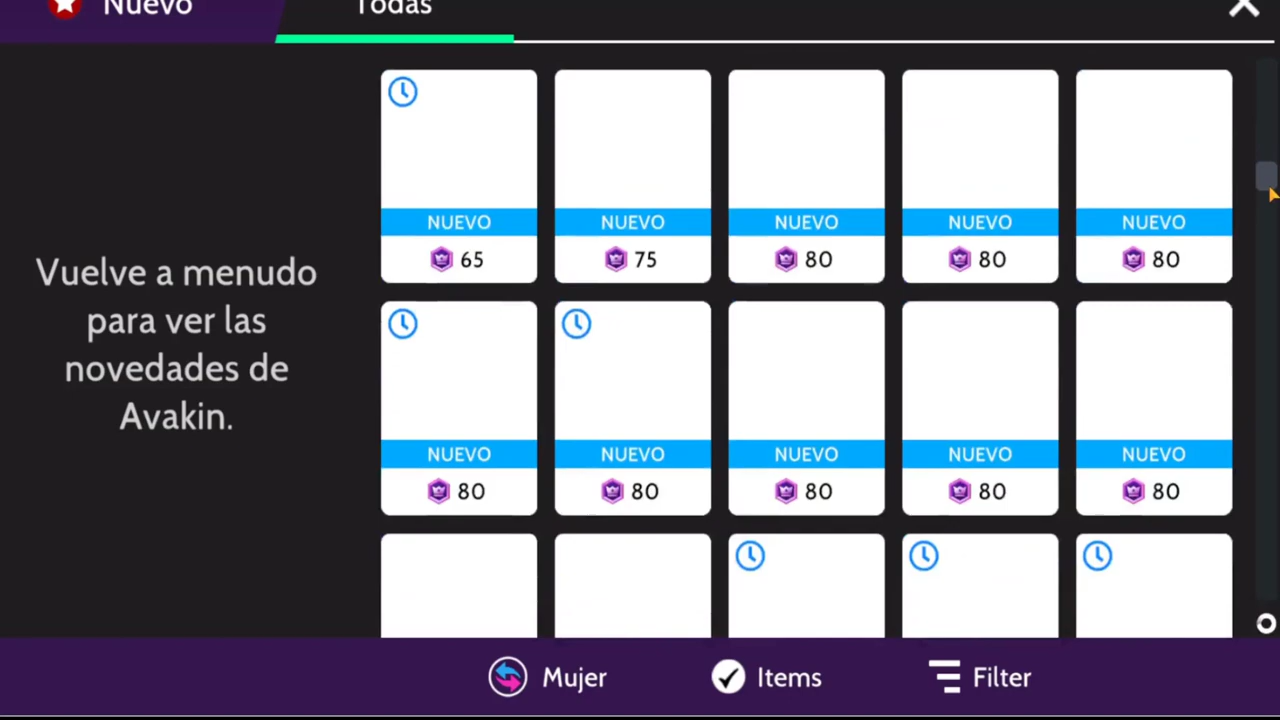 Nuevo
Todas
Vuelve a menudo
para ver las
novedades de
Avakin.
NUEVO NUEVO NUEVO NUEVO NUEVO
65 75 80 80 80
NUEVO NUEVO NUEVO NUEVO NUEVO
80 80 80 80 80
Mujer Items Filter